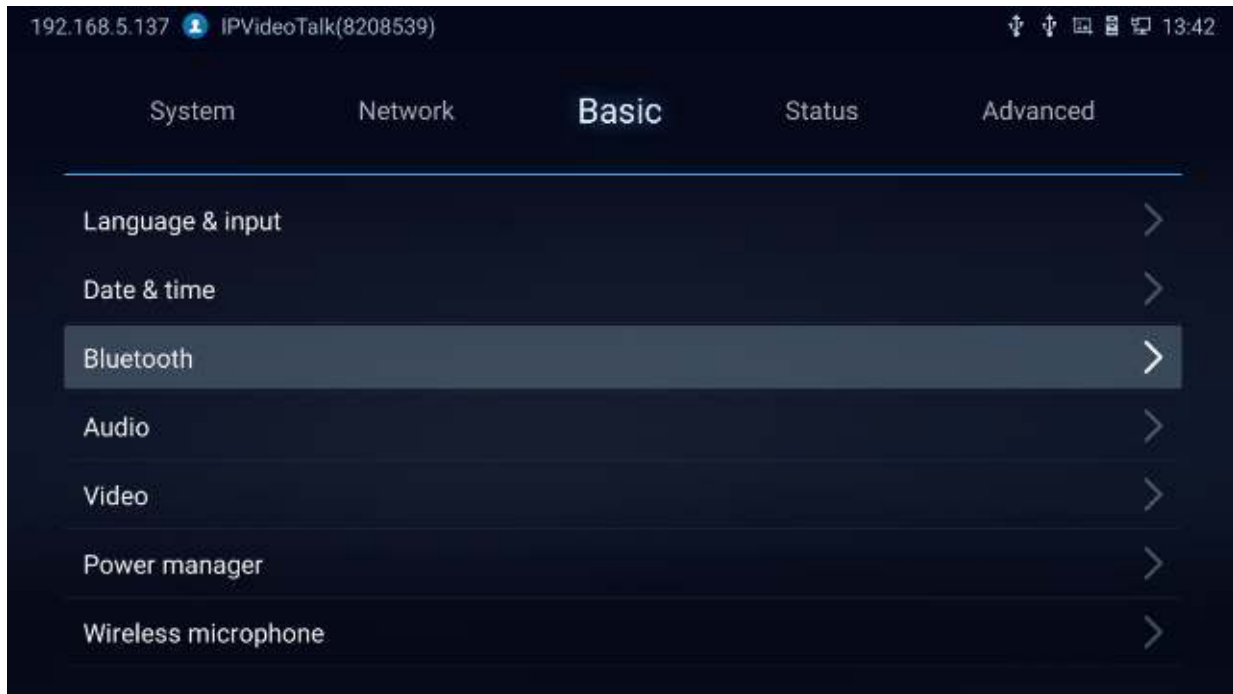 192.168.5.137 IPVideoTalk(8208539) 13:42
System Network Basic Status Advanced
Language & input
Date & time
Bluetooth
Audio
Video
Power manager
Wireless microphone